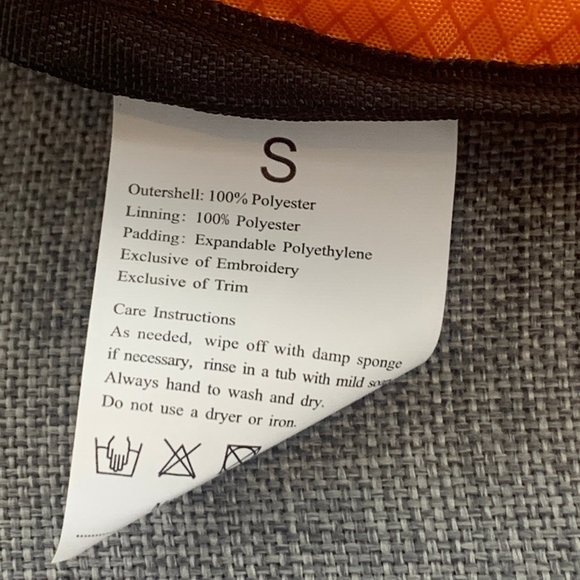 S
Outershell: 100% Polyester
Linning: 100% Polyester
Padding: Expandable Polyethylene
Exclusive of Embroidery
Exclusive of Trim
Care Instructions
As needed, wipe off with damp sponge
if necessary, rinse in a tub with mild
Always hand to wash and dry.
Do not use a dryer or iron.